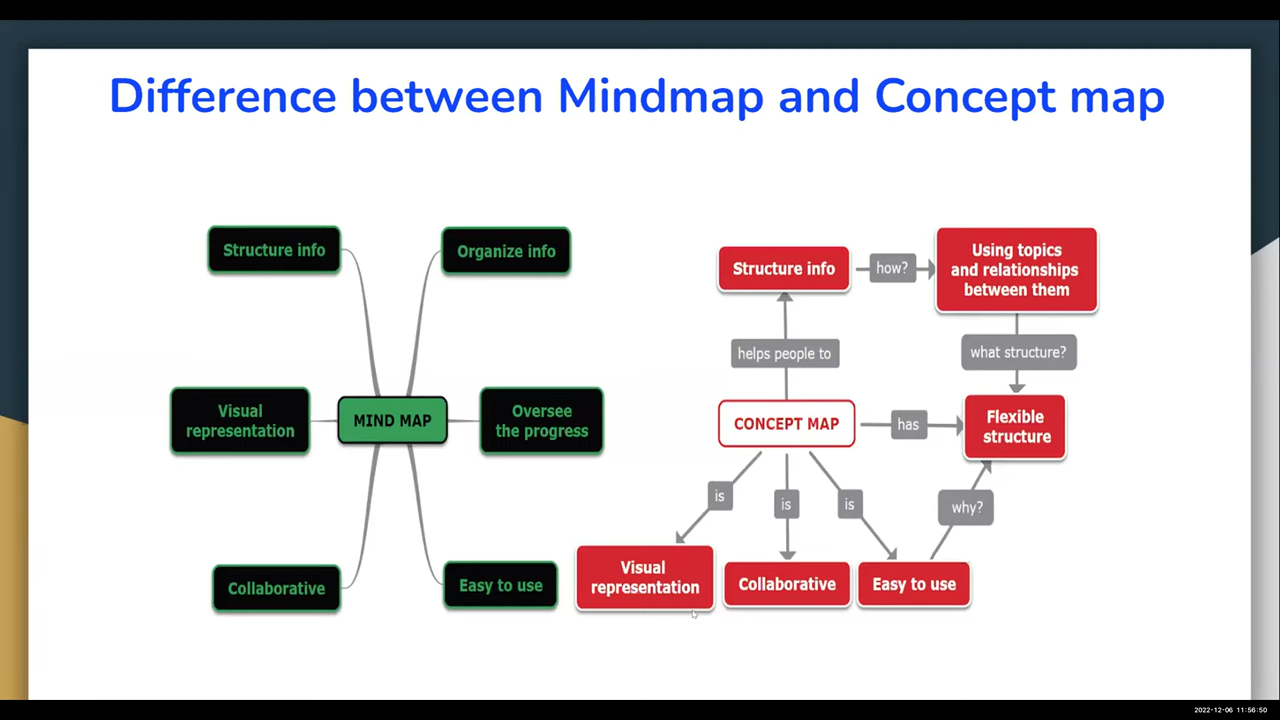 Difference between Mindmap and Concept map
Structure info
Organize info
Visual
representation
MIND MAP
Oversee
the progress
Collaborative
Easy to use
Structure info
how?
Using topics
and relationships
between them
helps people to
what structure?
CONCEPT MAP
has
Flexible
structure
is
is
is
why?
Visual
representation
Collaborative
Easy to use
2022-12-06 11:56:50